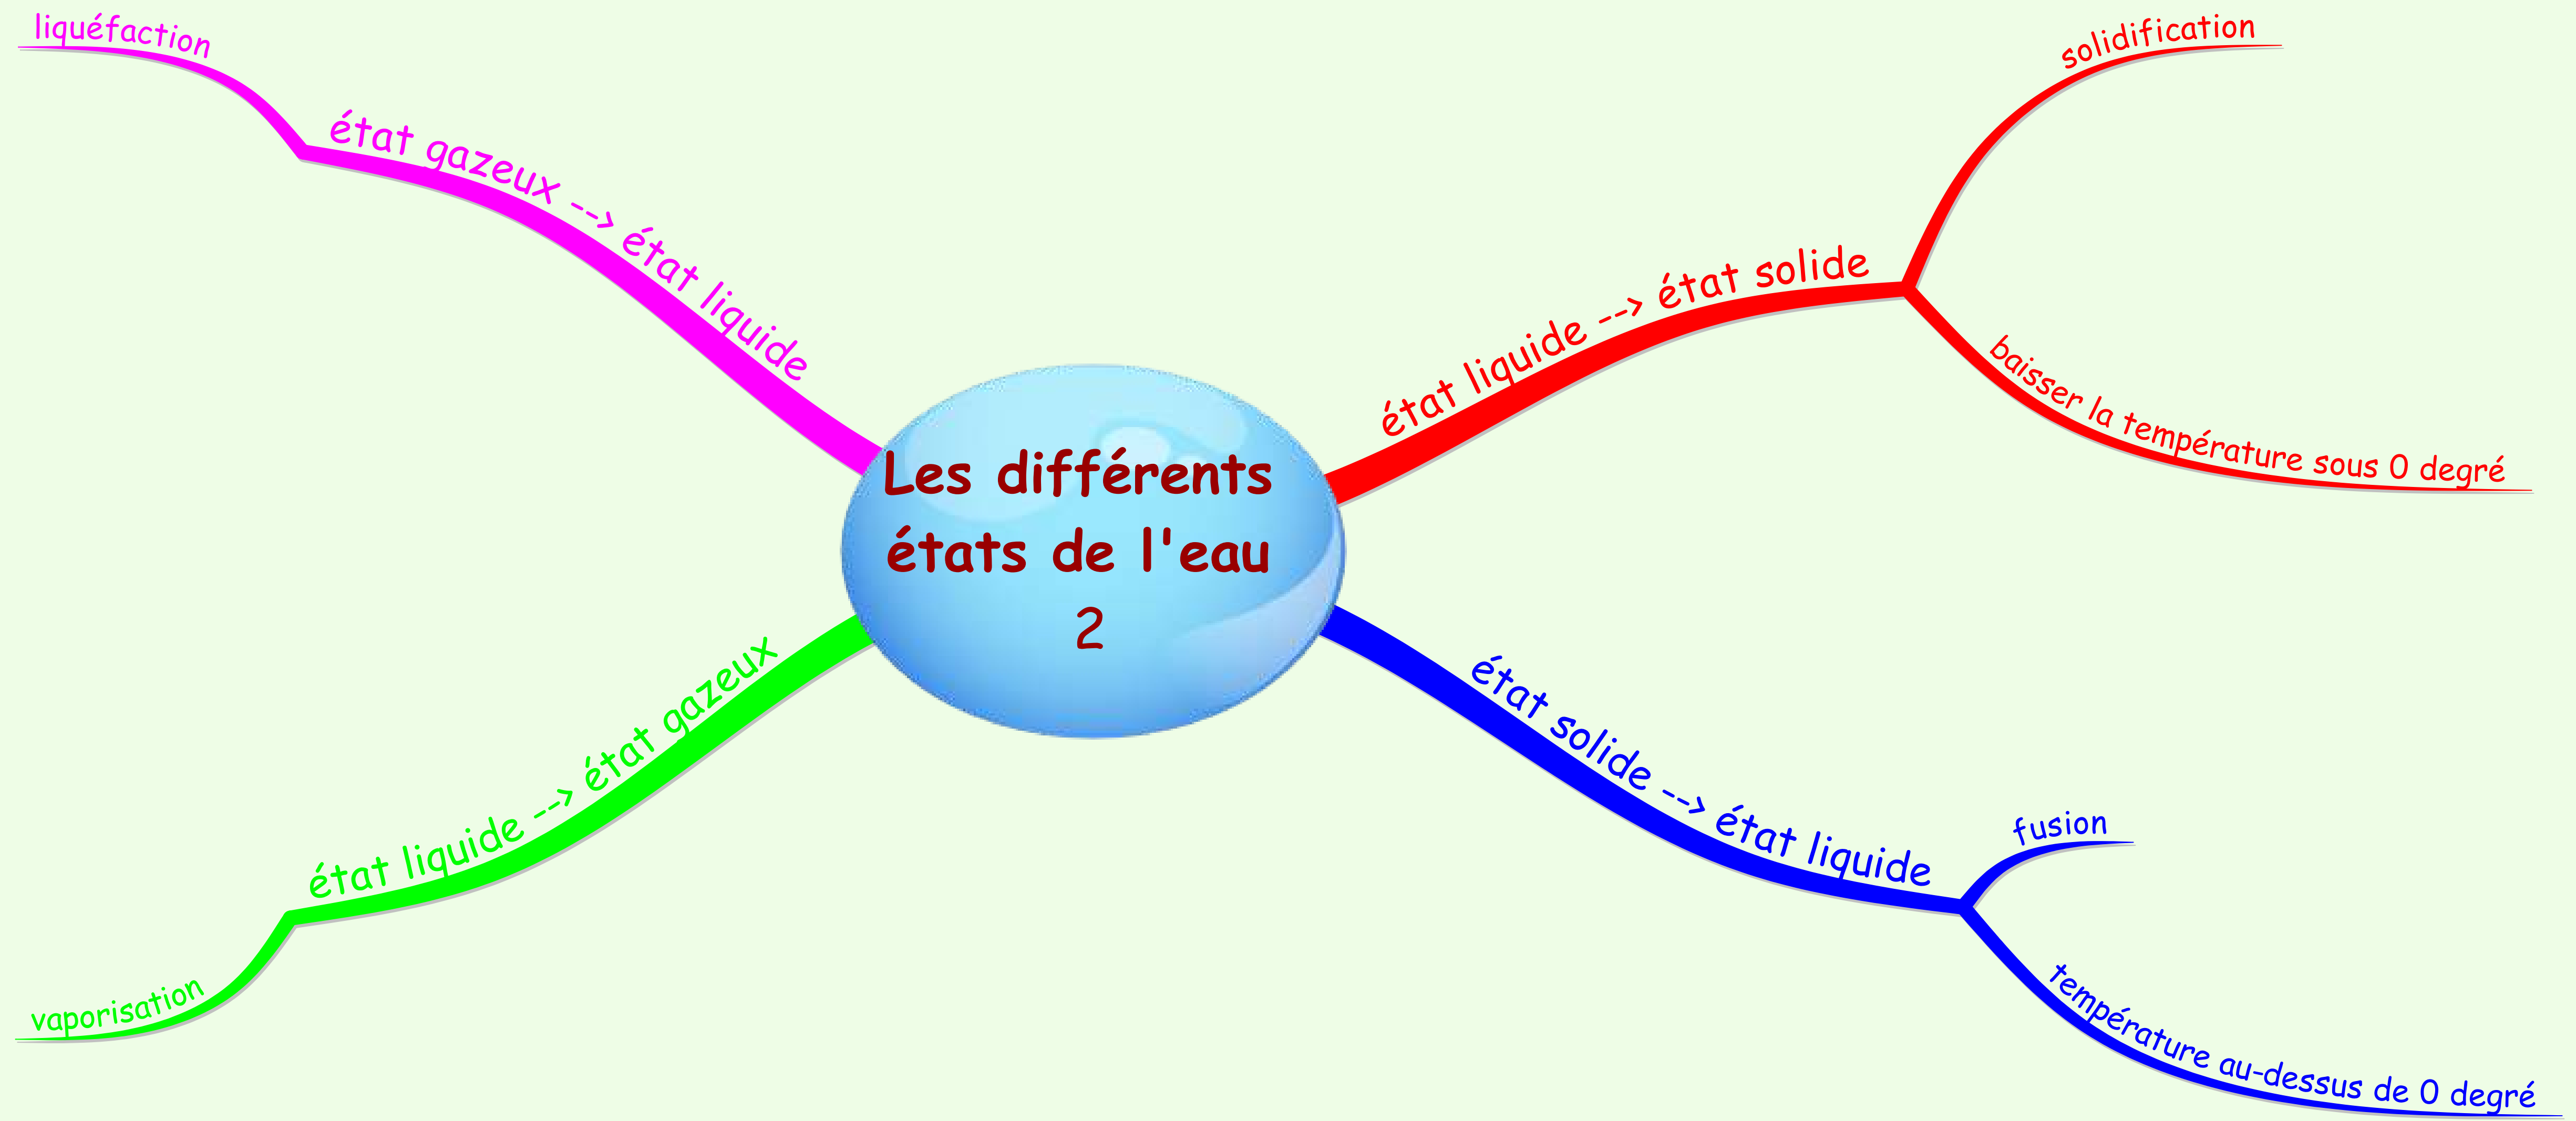 Les différents
états de l'eau
2
état liquide --> état solide
solidification
baisser la température sous 0 degré
état solide --> état liquide
fusion
température au-dessus de 0 degré
état liquide --> état gazeux
vaporisation
état gazeux --> état liquide
liquéfaction